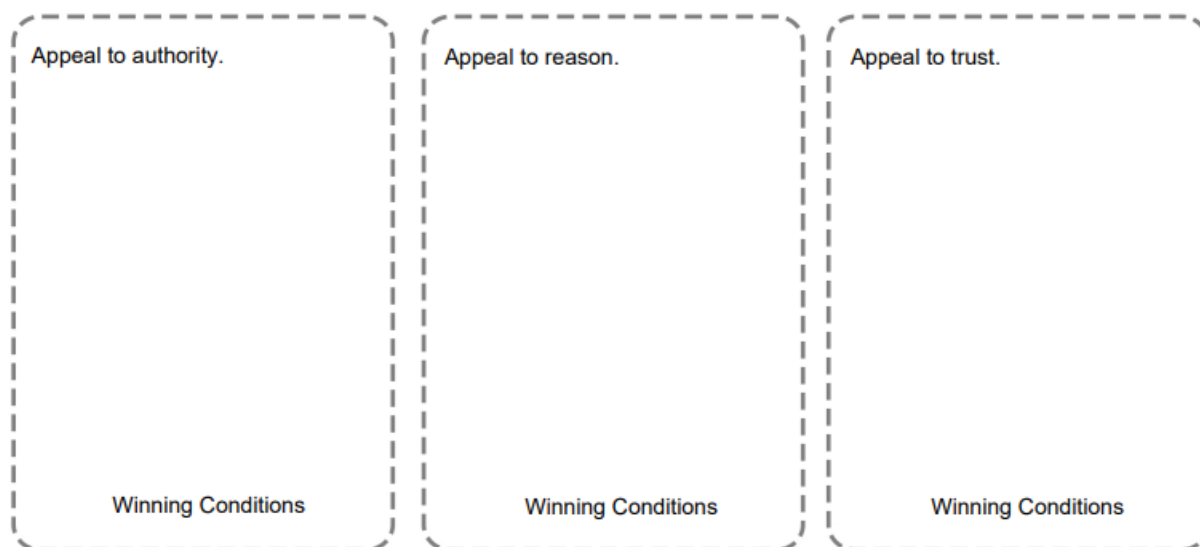 Appeal to authority.
Appeal to reason.
Appeal to trust.
Winning Conditions
Winning Conditions
Winning Conditions